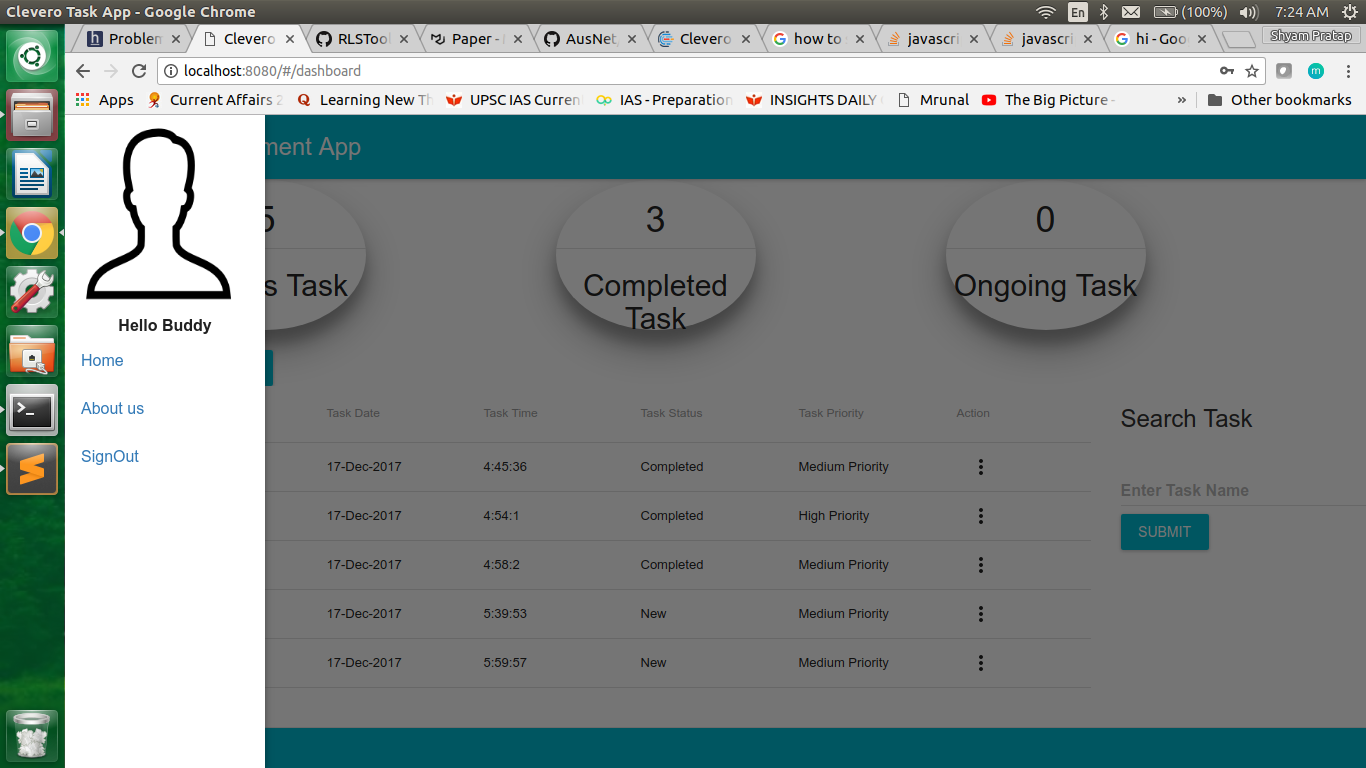 Clevero Task App - Google Chrome
En
(100%)
7:24 AM
Problem
Clevero
RLSTool
Paper -
AusNet
Clevero
how to
javascri
javascri
hi - Goo
Shyam Pratap
localhost:8080/#/dashboard
m
Apps
Current Affairs 2
Learning New Th
UPSC IAS Curren
IAS - Preparation
INSIGHTS DAILY
Mrunal
The Big Picture -
»
Other bookmarks
ment App
5
s Task
3
Completed
Task
0
Ongoing Task
Hello Buddy
Home
About us
SignOut
Task Date Task Time Task Status Task Priority Action
17-Dec-2017 4:45:36 Completed Medium Priority
17-Dec-2017 4:54:1 Completed High Priority
17-Dec-2017 4:58:2 Completed Medium Priority
17-Dec-2017 5:39:53 New Medium Priority
17-Dec-2017 5:59:57 New Medium Priority
Search Task
Enter Task Name
SUBMIT